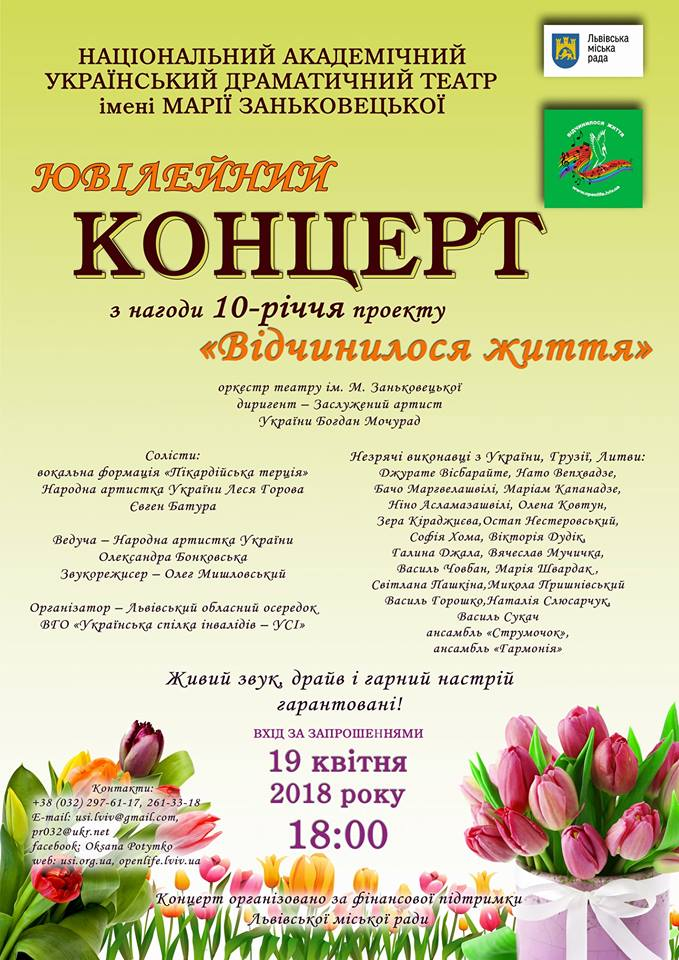 НАЦІОНАЛЬНИЙ АКАДЕМІЧНИЙ
УКРАЇНСЬКИЙ ДРАМАТИЧНИЙ ТЕАТР
імені МАРІЇ ЗАНЬКОВЕЦЬКОЇ
Львівська
міська
рада
відчинилося життя
www.openlife.lviv.ua
ЮВІЛЕЙНИЙ
КОНЦЕРТ
з нагоди 10-річчя проекту
«Відчинилося життя»
оркестр театру ім. М. Заньковецької
диригент – Заслужений артист
України Богдан Мочурад
Солісти:
вокальна формація «Пікардійська терція»
Народна артистка України Леся Горова
Євген Батура
Ведуча – Народна артистка України
Олександра Бонковська
Звукорежисер – Олег Мишловський
Організатор – Львівський обласний осередок
ВГО «Українська спілка інвалідів – УСІ»
Незрячі виконавці з України, Грузії, Литви:
Джурате Вісбарайте, Нато Вепхвадзе,
Бачо Маргвелашвілі, Маріам Капанадзе,
Ніно Асламазашвілі, Олена Ковтун,
Зера Кіраджиєва,Остап Нестеровський,
Софія Хома, Вікторія Дудік,
Галина Джала, Вячеслав Мучичка,
Василь Човбан, Марія Швардак ,
Світлана Пашкіна,Микола Пришнівський
Василь Горошко,Наталія Слюсарчук,
Василь Сукач
ансамбль «Струмочок»,
ансамбль «Гармонія»
Живий звук, драйв і гарний настрій
гарантовані!
ВХІД ЗА ЗАПРОШЕННЯМИ
19 квітня
2018 року
18:00
Контакти:
+38 (032) 297-61-17, 261-33-18
E-mail: usi.lviv@gmail.com,
pr032@ukr.net
facebook: Oksana Potymko
web: usi.org.ua, openlife.lviv.ua
Концерт організовано за фінансової підтримки
Львівської міської ради